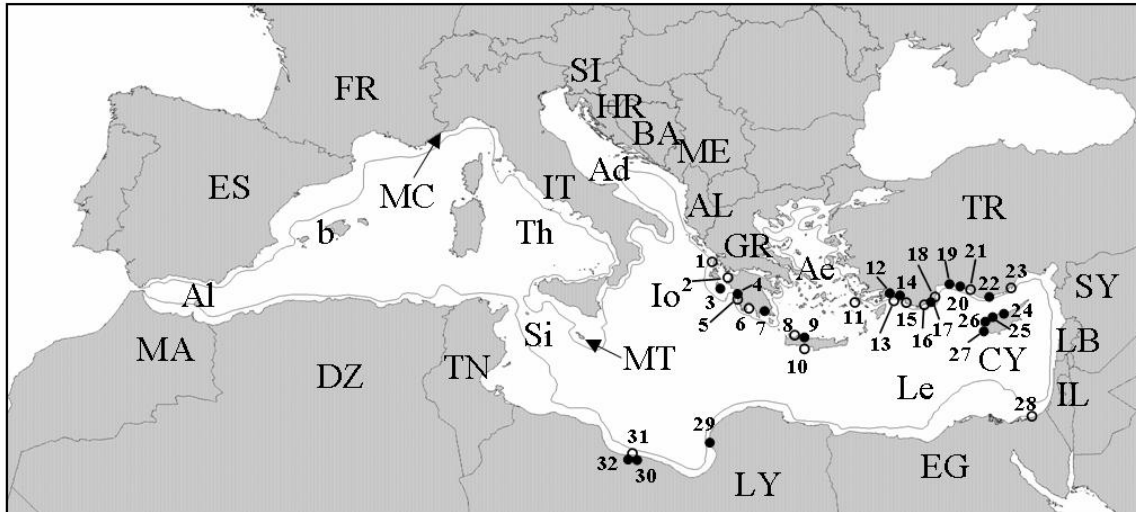 SI
FR
HR
BA
ME
Ad
MC
IT
ES
AL
TR
b
Th
GR
18 19 21
1
Ae
12 14
22 23
2
4
SY
Io
3
20
Al
11
24
5
15 17
26
6 7
8 9
13
16
25
Si
27
CY
LB
MA
10
TN
MT
DZ
Le
IL
28
29
31
32 30
EG
LY